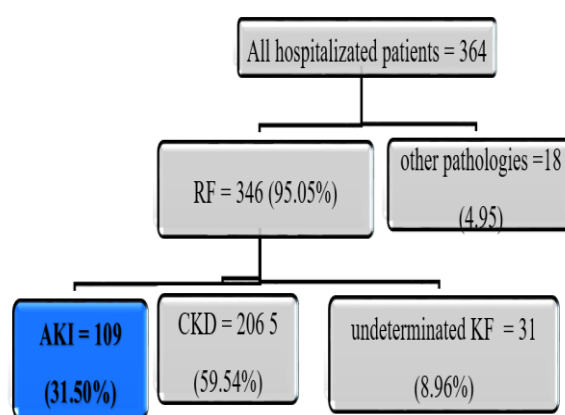 All hospitalizated patients = 364
RF = 346 (95.05%)
other pathologies =18
(4.95)
AKI = 109
(31.50%)
CKD = 206 5
(59.54%)
undeterminated KF = 31
(8.96%)